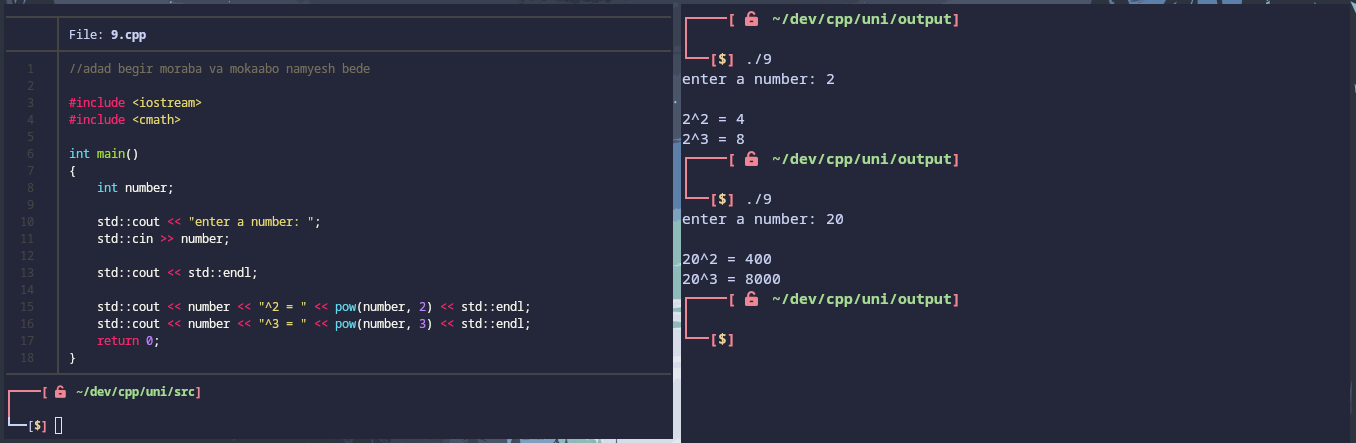 File: 9.cpp
1 //adad begir moraba va mokaabo namyesh bede
2
3 #include <iostream>
4 #include <cmath>
5
6 int main()
7 {
8     int number;
9
10     std::cout << "enter a number: ";
11     std::cin >> number;
12
13     std::cout << std::endl;
14
15     std::cout << number << "^2 = " << pow(number, 2) << std::endl;
16     std::cout << number << "^3 = " << pow(number, 3) << std::endl;
17     return 0;
18 }
[ ~/dev/cpp/uni/src]
[$]
[ ~/dev/cpp/uni/output]
[$] ./9
enter a number: 2
2^2 = 4
2^3 = 8
[ ~/dev/cpp/uni/output]
[$] ./9
enter a number: 20
20^2 = 400
20^3 = 8000
[ ~/dev/cpp/uni/output]
[$]